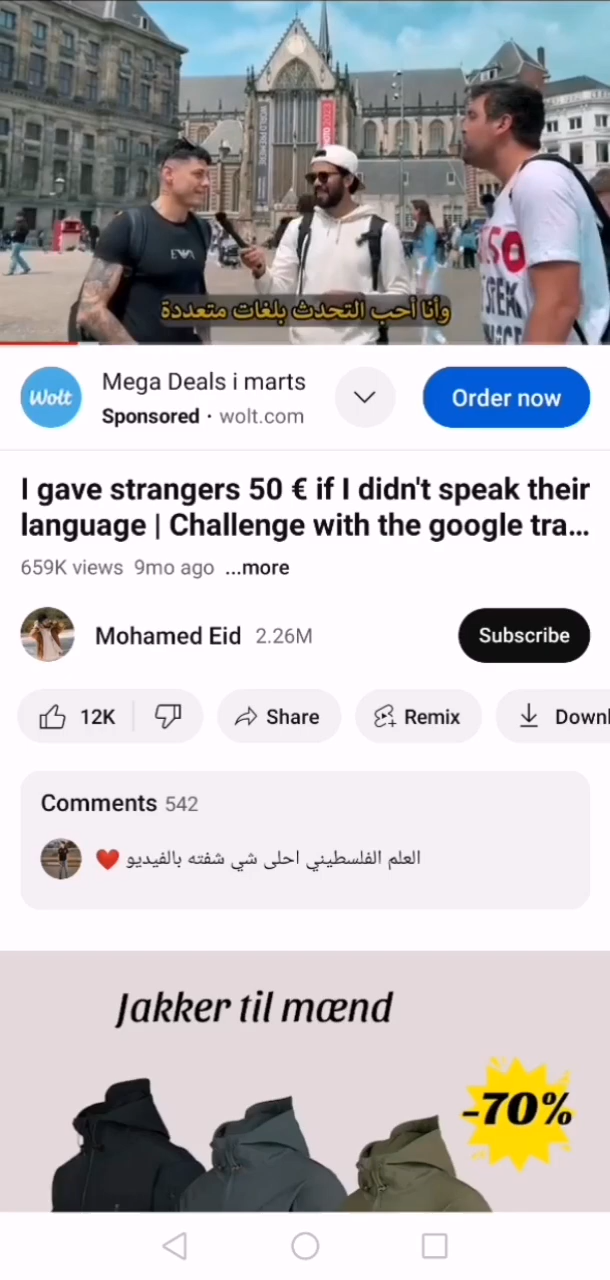 WORLD PREMIERE
وأنا أحب التحدث بلغات متعددة
Wolt
Mega Deals i marts
Sponsored · wolt.com
Order now
I gave strangers 50 € if I didn't speak their
language | Challenge with the google tra...
659K views 9mo ago ...more
Mohamed Eid 2.26M
Subscribe
12K
Share
Remix
Downl
Comments 542
العلم الفلسطيني احلى شي شفته بالفيديو ❤️
Jakker til mænd
-70%